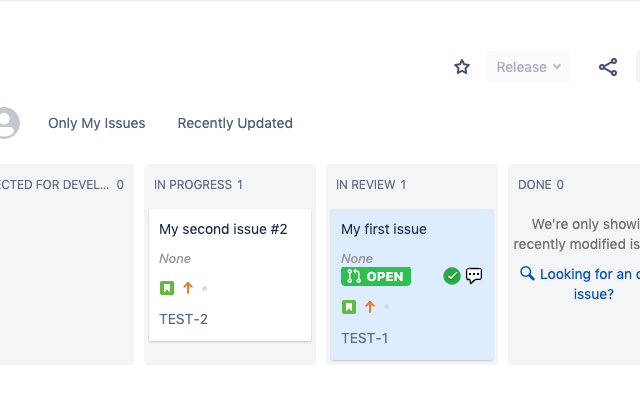 Release
Only My Issues
Recently Updated
ECTED FOR DEVEL... 0
IN PROGRESS 1
IN REVIEW 1
DONE 0
My second issue #2
None
TEST-2
My first issue
None
OPEN
TEST-1
We're only showi
recently modified is
Looking for an o
issue?